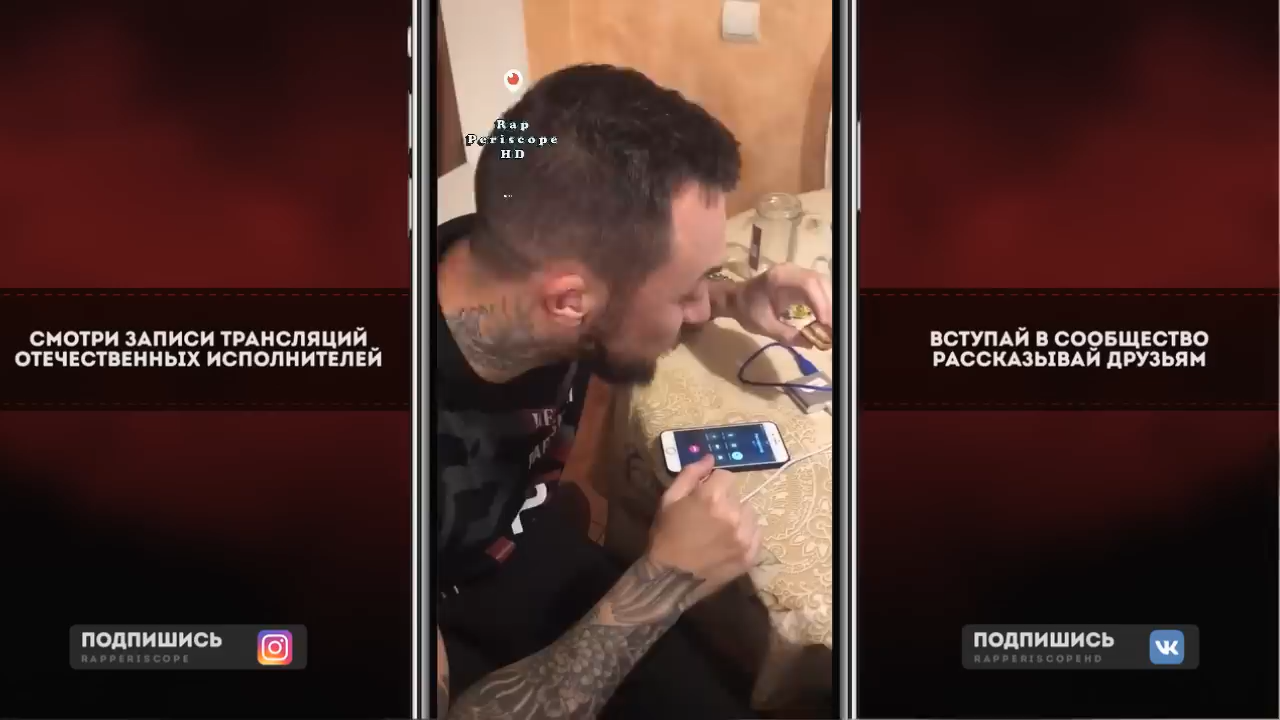 Rap
Periscope
HD
СМОТРИ ЗАПИСИ ТРАНСЛЯЦИЙ
ОТЕЧЕСТВЕННЫХ ИСПОЛНИТЕЛЕЙ
ВСТУПАЙ В СООБЩЕСТВО
РАССКАЗЫВАЙ ДРУЗЬЯМ
ПОДПИШИСЬ
RAPPERISCOPE
ПОДПИШИСЬ
RAPPERISCOPEHD